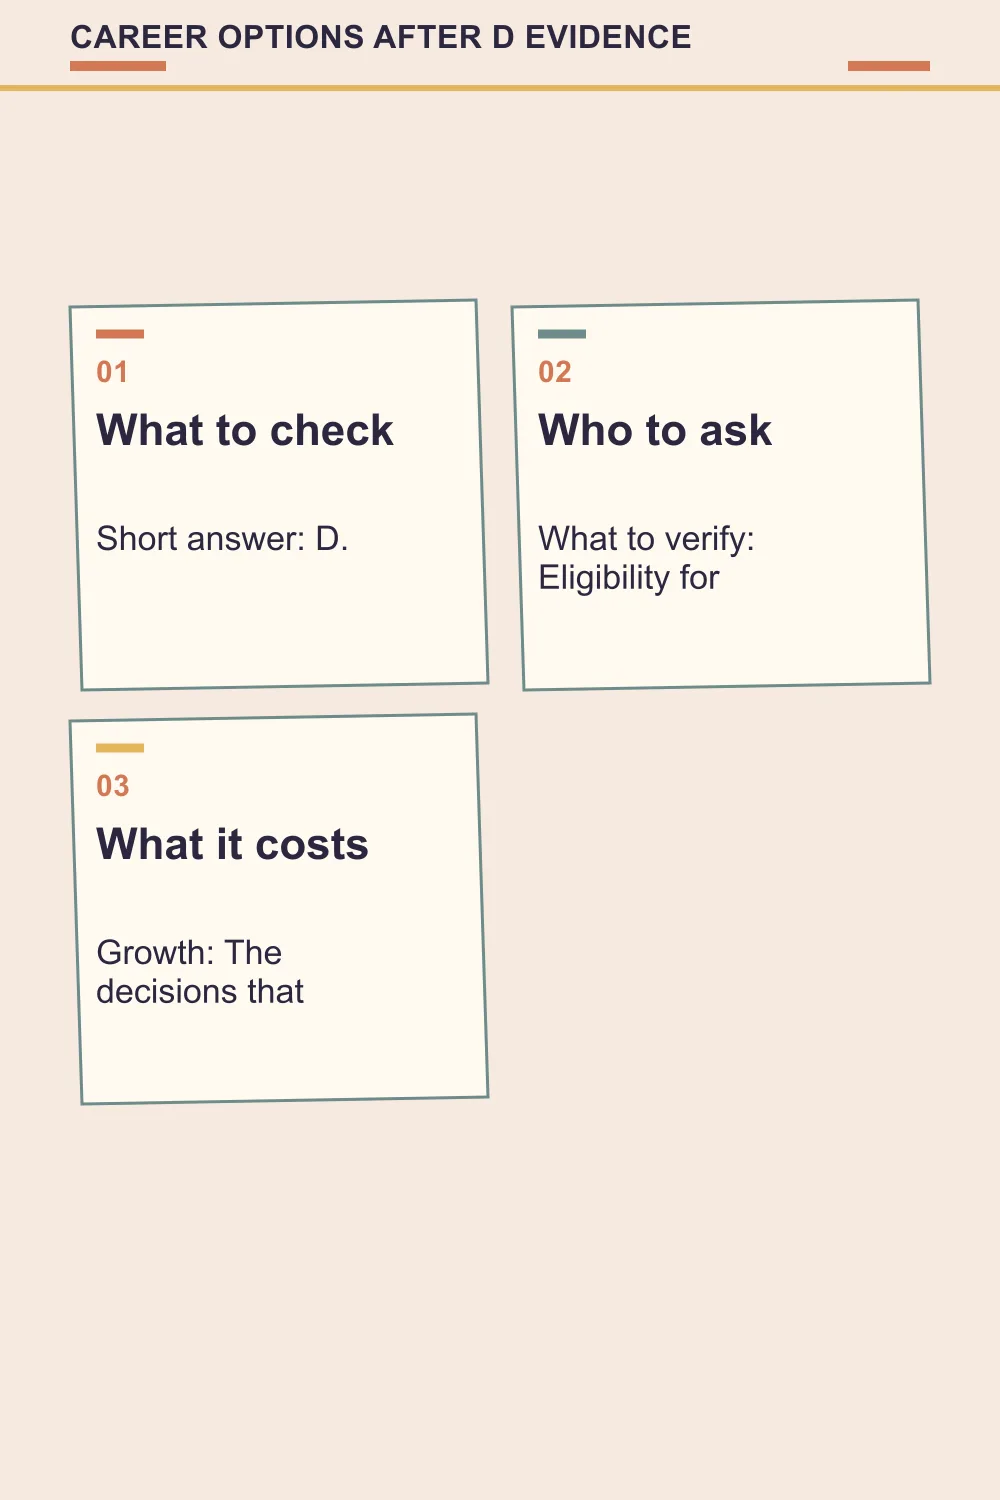 CAREER OPTIONS AFTER D EVIDENCE
01
What to check
Short answer: D.
02
Who to ask
What to verify:
Eligibility for
03
What it costs
Growth: The
decisions that